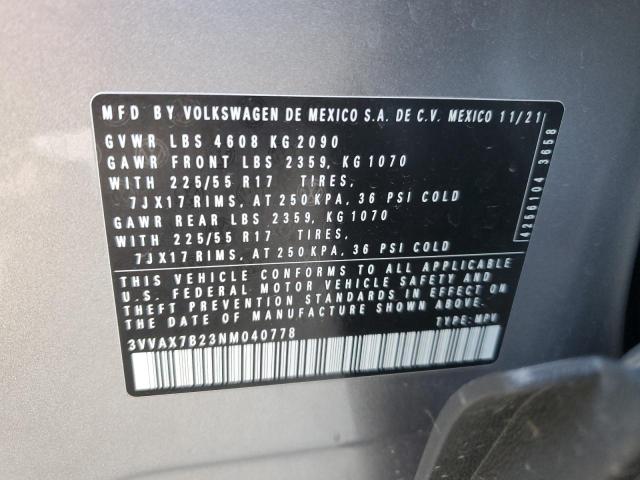 MFD BY VOLKSWAGEN DE MEXICO S.A. DE C.V. MEXICO 11/21
GVWR LBS 4608 KG 2090
GAWR FRONT LBS 2359, KG 1070
WITH 225/55 R17 TIRES,
7JX17 RIMS, AT 250 KPA, 36 PSI COLD
GAWR REAR LBS 2359, KG 1070
WITH 225/55 R17 TIRES,
7JX17 RIMS, AT 250 KPA, 36 PSI COLD
THIS VEHICLE CONFORMS TO ALL APPLICABLE
U.S. FEDERAL MOTOR VEHICLE SAFETY AND
THEFT PREVENTION STANDARDS IN EFFECT ON
THE DATE OF MANUFACTURE SHOWN ABOVE.
3VVAX7B23NM040778
TYPE: MPV
4256104 3658